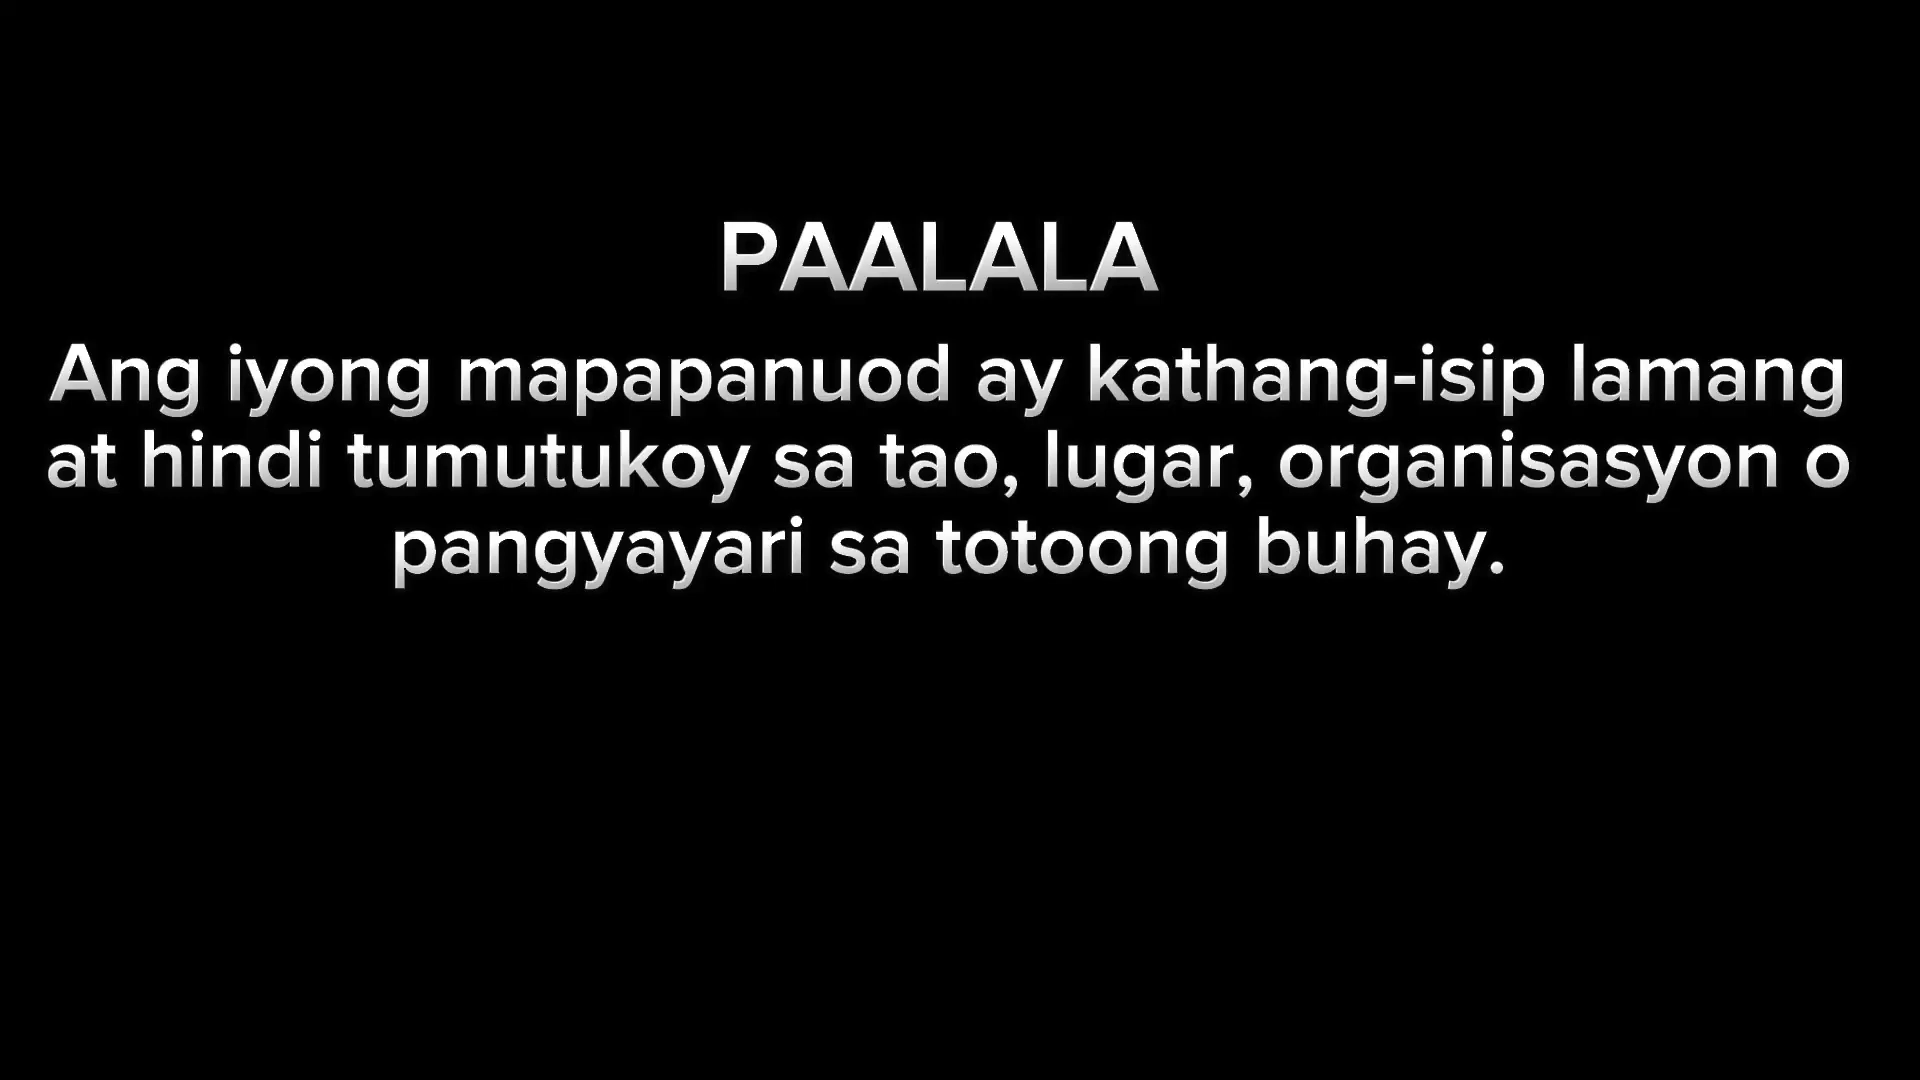 PAALALA
Ang iyong mapapanuod ay kathang-isip lamang
at hindi tumutukoy sa tao, lugar, organisasyon o
pangyayari sa totoong buhay.